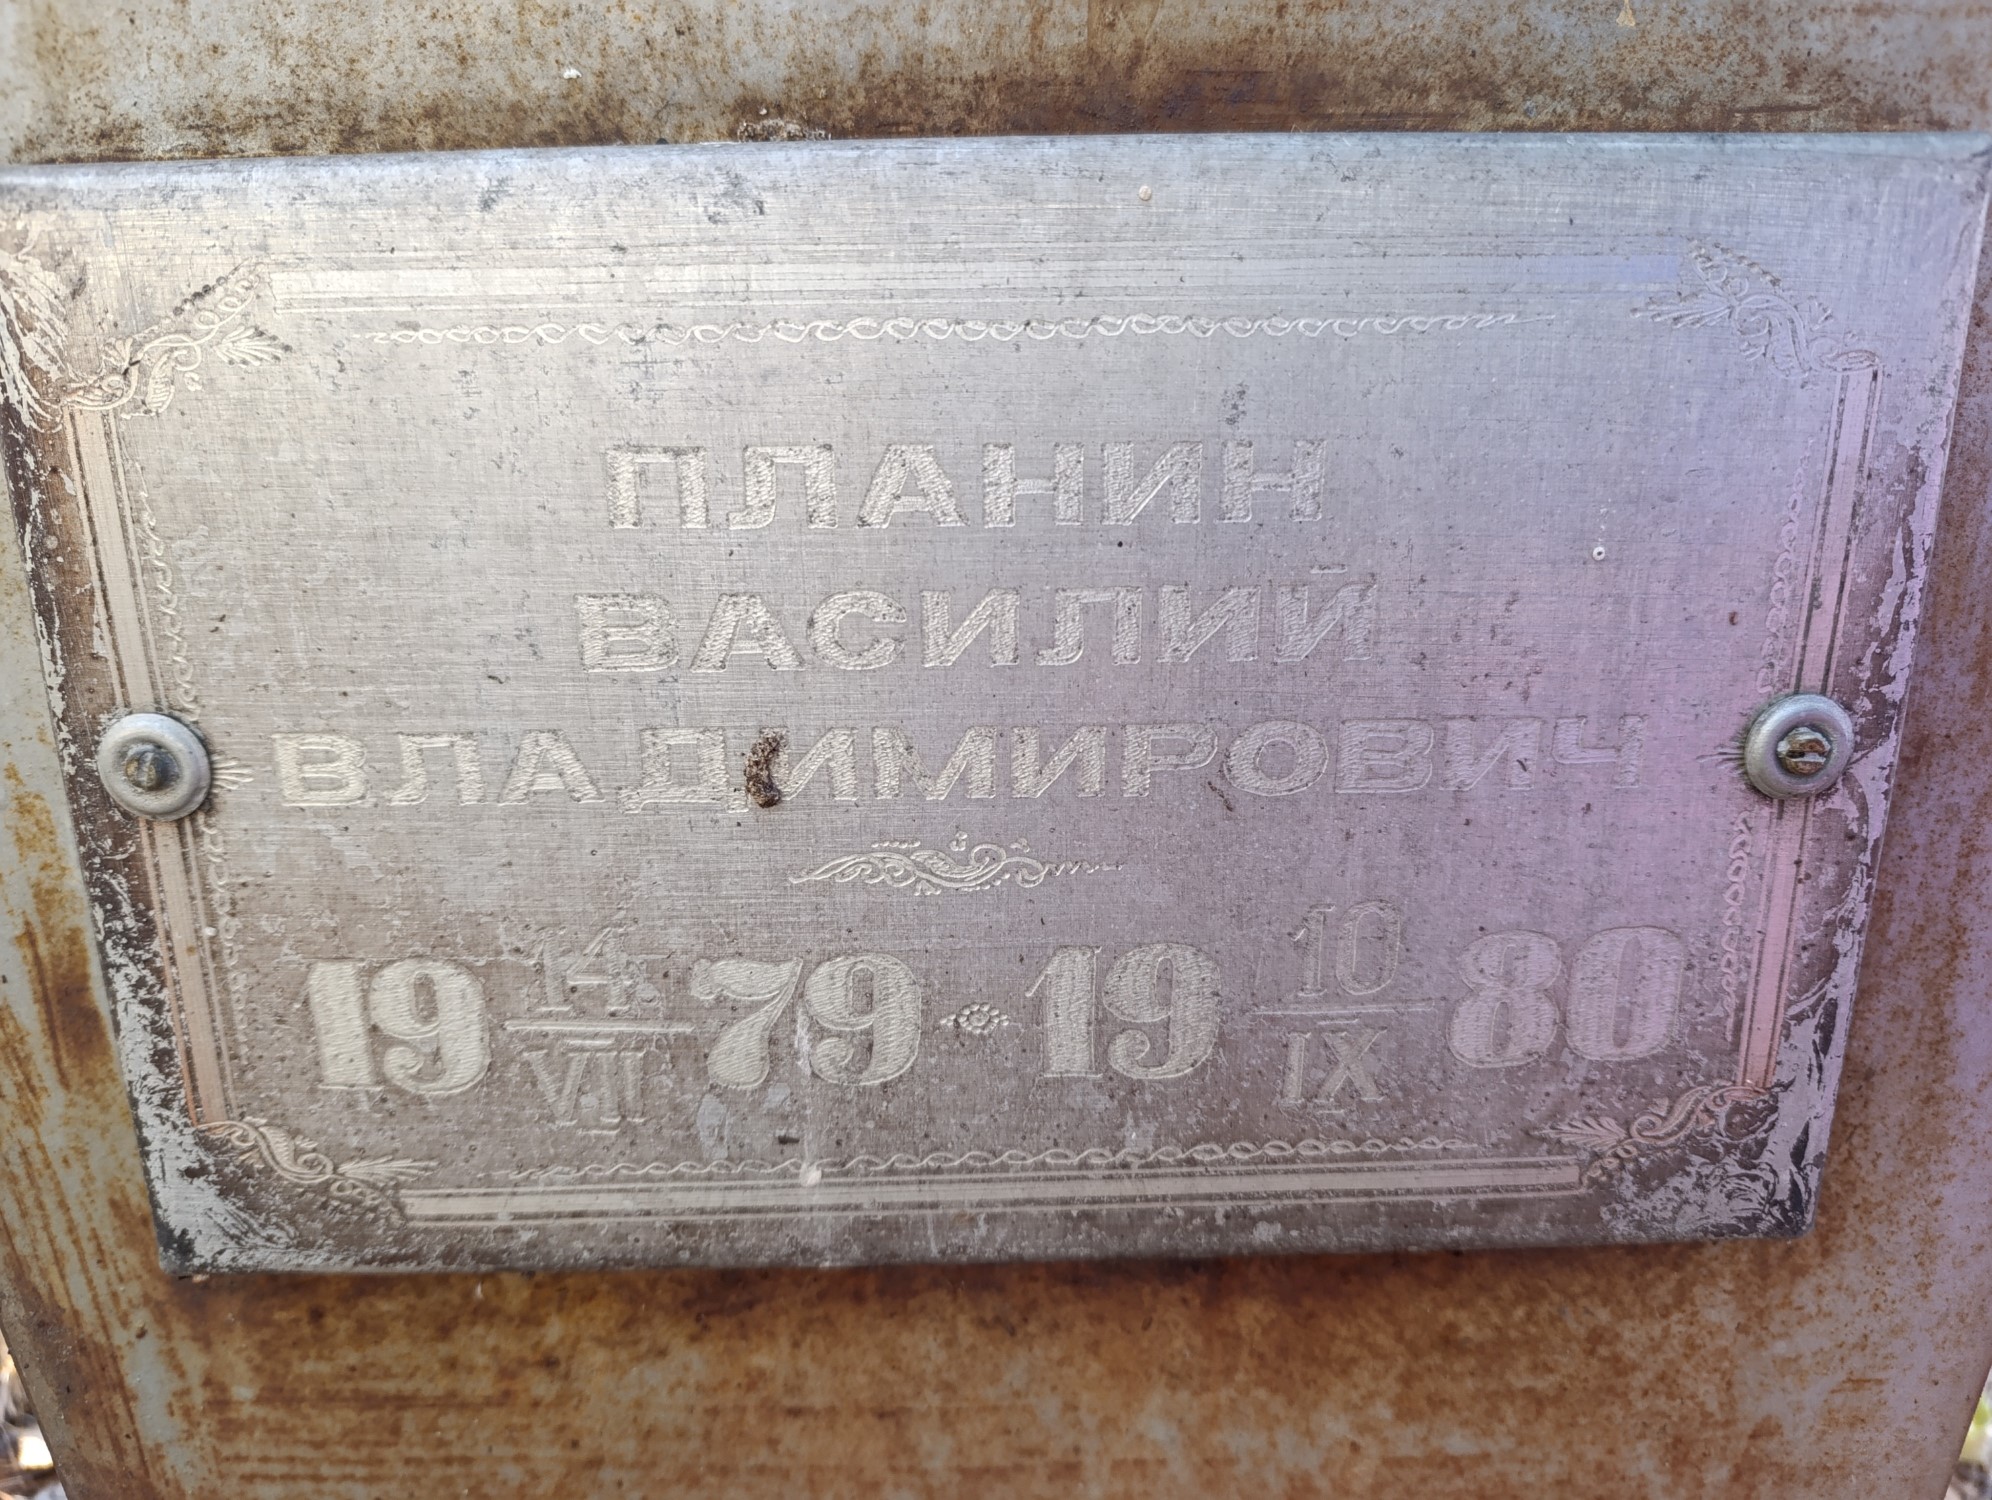 ПЛАНИН
ВАСИЛИЙ
ВЛАДИМИРОВИЧ
19 14/VII 79 · 19 10/IX 80